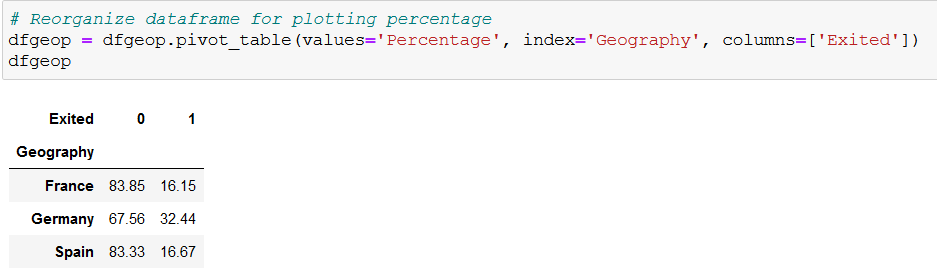 # Reorganize dataframe for plotting percentage
dfgeop = dfgeop.pivot_table(values='Percentage', index='Geography', columns=['Exited'])
dfgeop
Exited 0 1
Geography
France 83.85 16.15
Germany 67.56 32.44
Spain 83.33 16.67